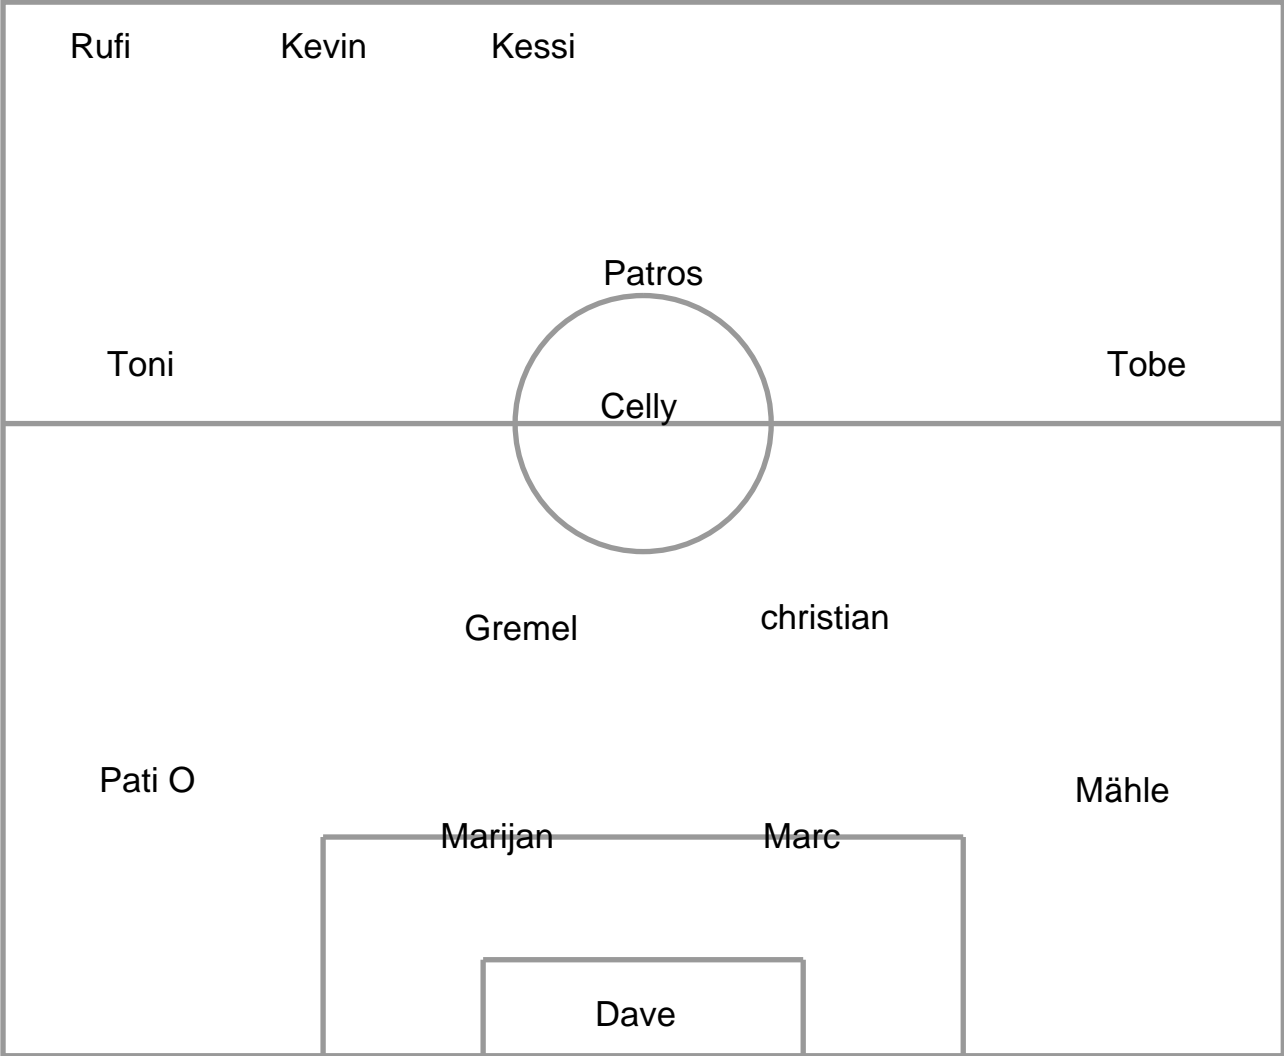 Rufi Kevin Kessi
Patros
Toni Tobe
Celly
Gremel christian
Pati O Mähle
Marijan Marc
Dave